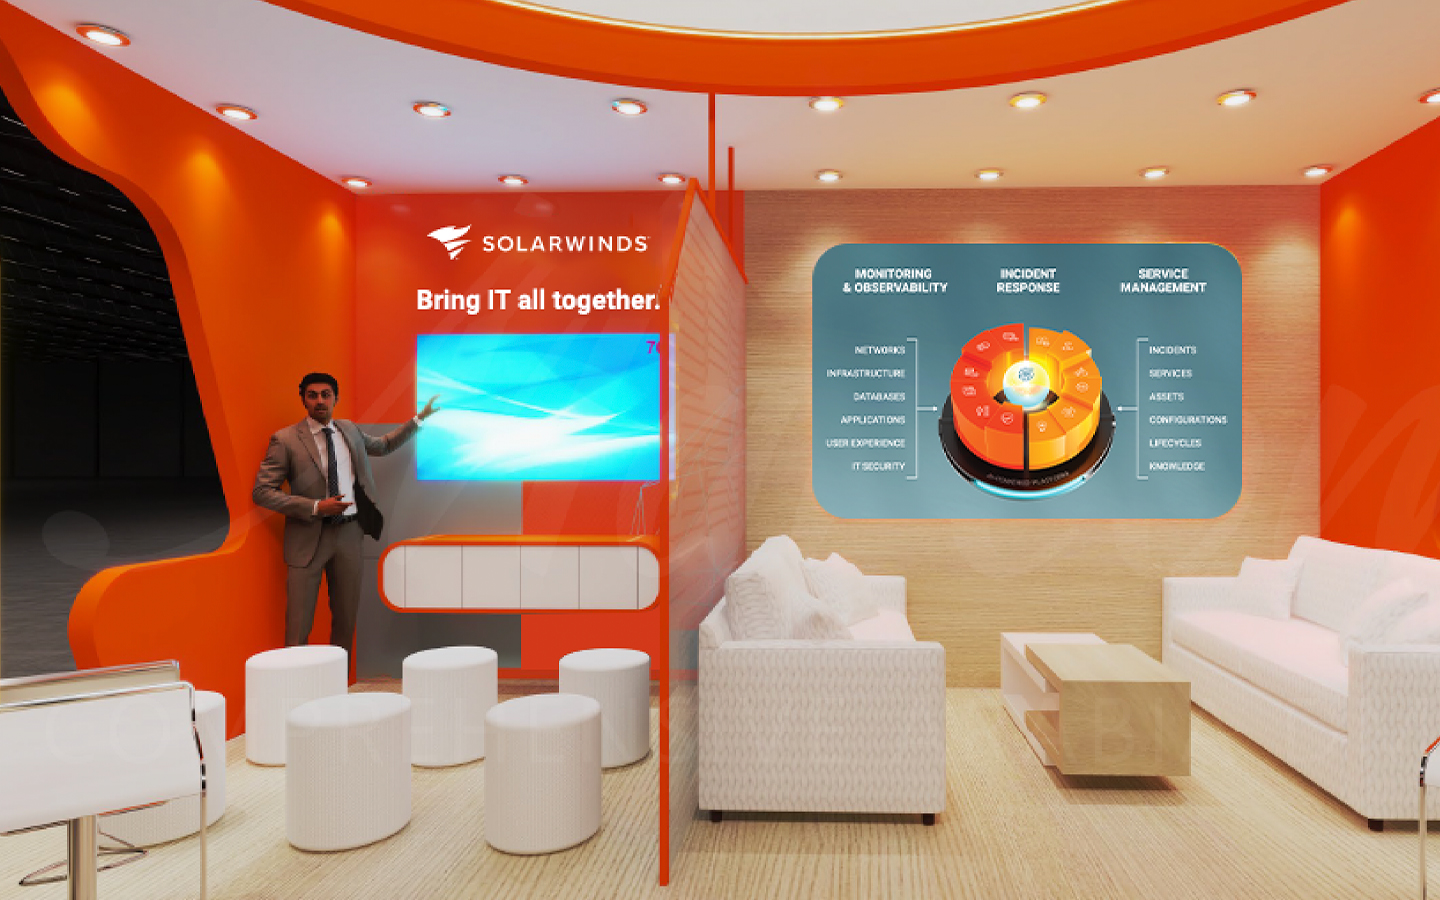 SOLARWINDS
Bring IT all together.
MONITORING
& OBSERVABILITY
INCIDENT
RESPONSE
SERVICE
MANAGEMENT
NETWORKS
INFRASTRUCTURE
DATABASES
APPLICATIONS
USER EXPERIENCE
IT SECURITY
INCIDENTS
SERVICES
ASSETS
CONFIGURATIONS
LIFECYCLES
KNOWLEDGE